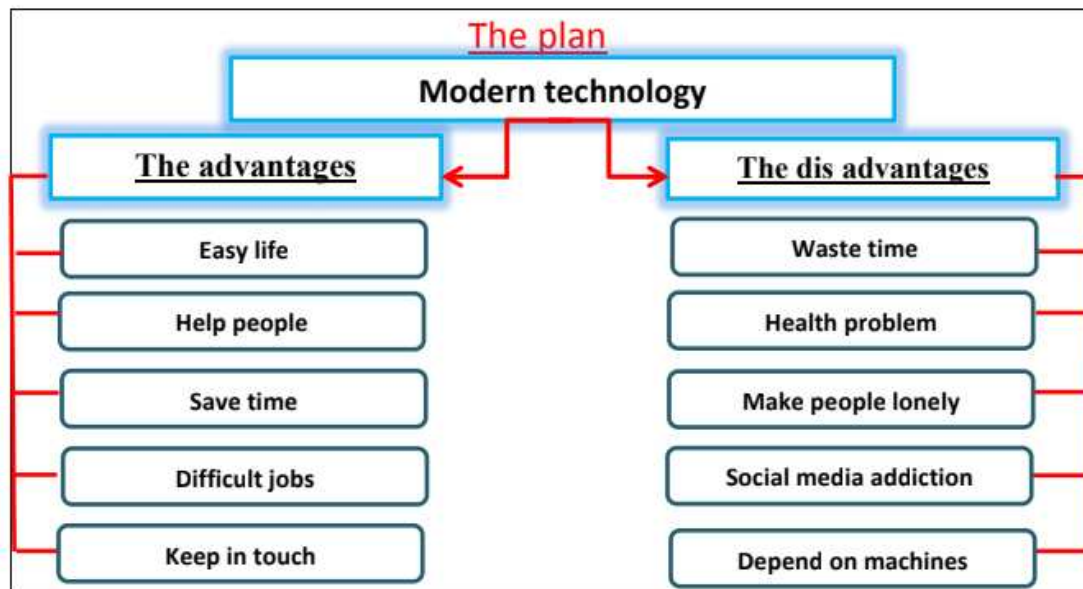 The plan
Modern technology
The advantages
The dis advantages
Easy life
Waste time
Help people
Health problem
Save time
Make people lonely
Difficult jobs
Social media addiction
Keep in touch
Depend on machines